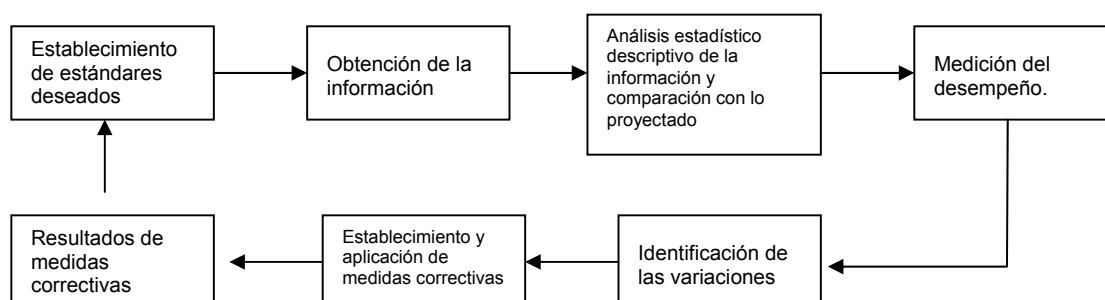 Establecimiento
de estándares
deseados
Obtención de la
información
Análisis estadístico
descriptivo de la
información y
comparación con lo
proyectado
Medición del
desempeño.
Identificación de
las variaciones
Establecimiento y
aplicación de
medidas correctivas
Resultados de
medidas
correctivas